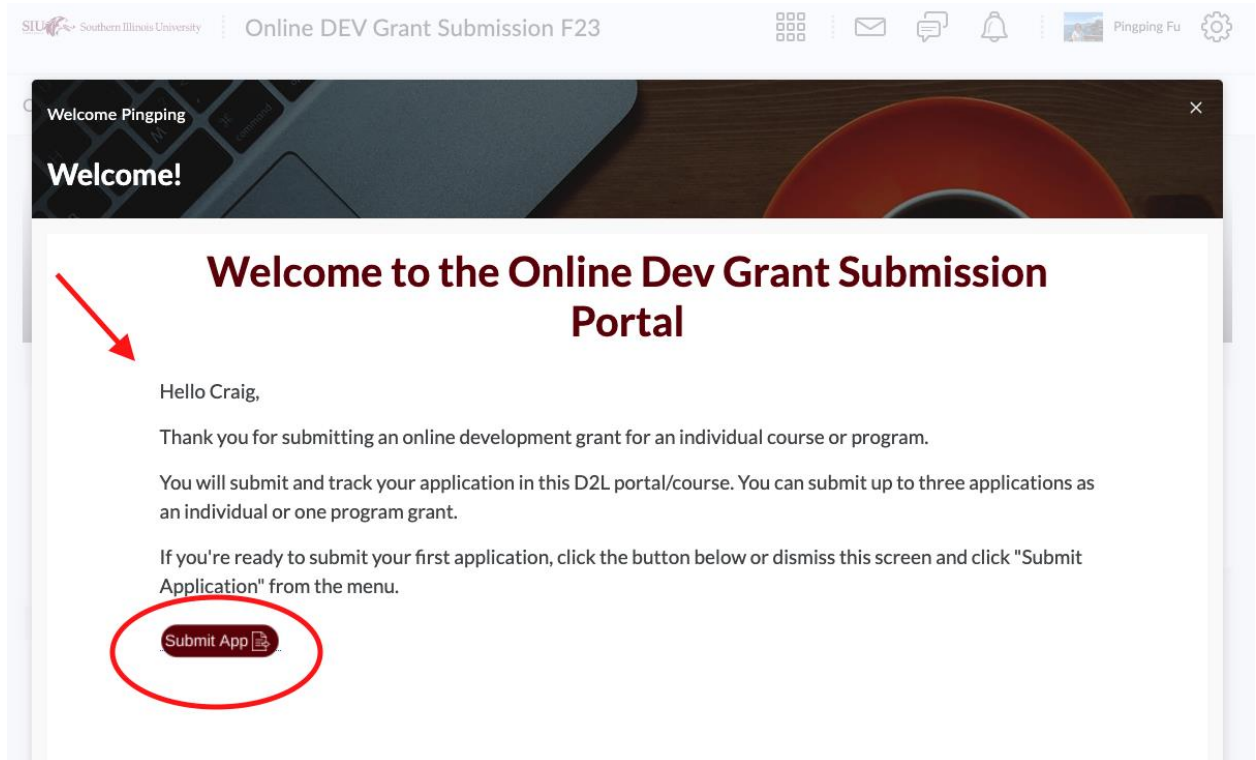 SIU Southern Illinois University
Online DEV Grant Submission F23
Pingping Fu
Welcome Pingping
Welcome!
command
Welcome to the Online Dev Grant Submission
Portal
Hello Craig,
Thank you for submitting an online development grant for an individual course or program.
You will submit and track your application in this D2L portal/course. You can submit up to three applications as
an individual or one program grant.
If you're ready to submit your first application, click the button below or dismiss this screen and click "Submit
Application" from the menu.
Submit App